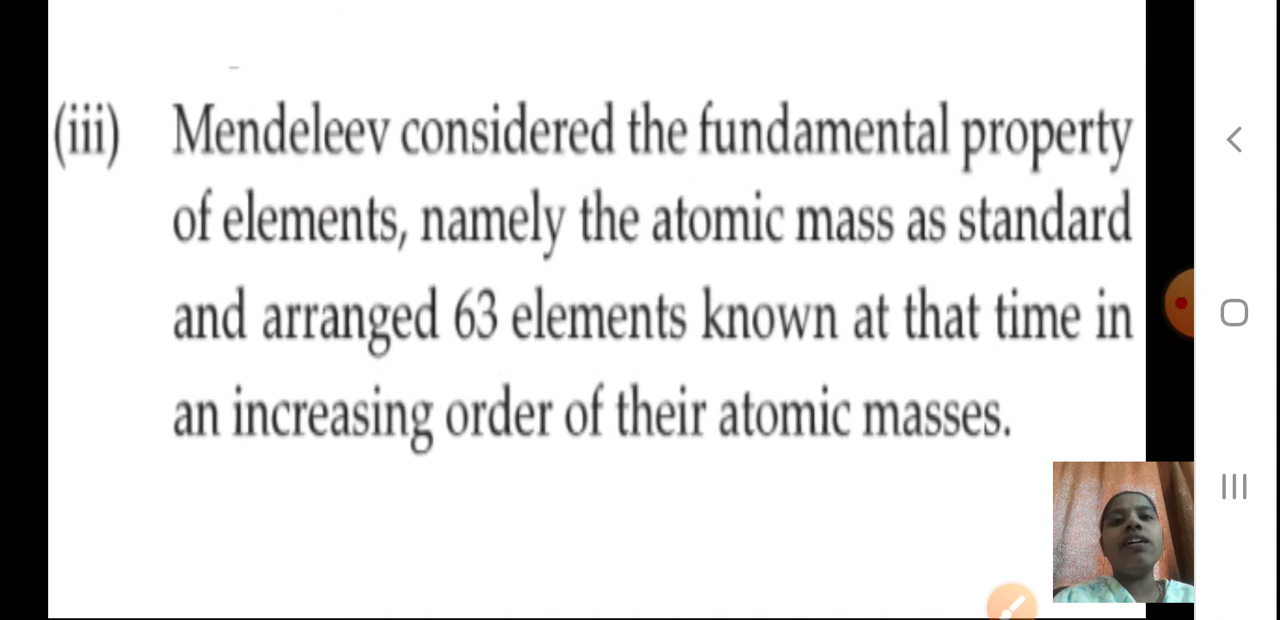 (iii) Mendeleev considered the fundamental property
of elements, namely the atomic mass as standard
and arranged 63 elements known at that time in
an increasing order of their atomic masses.